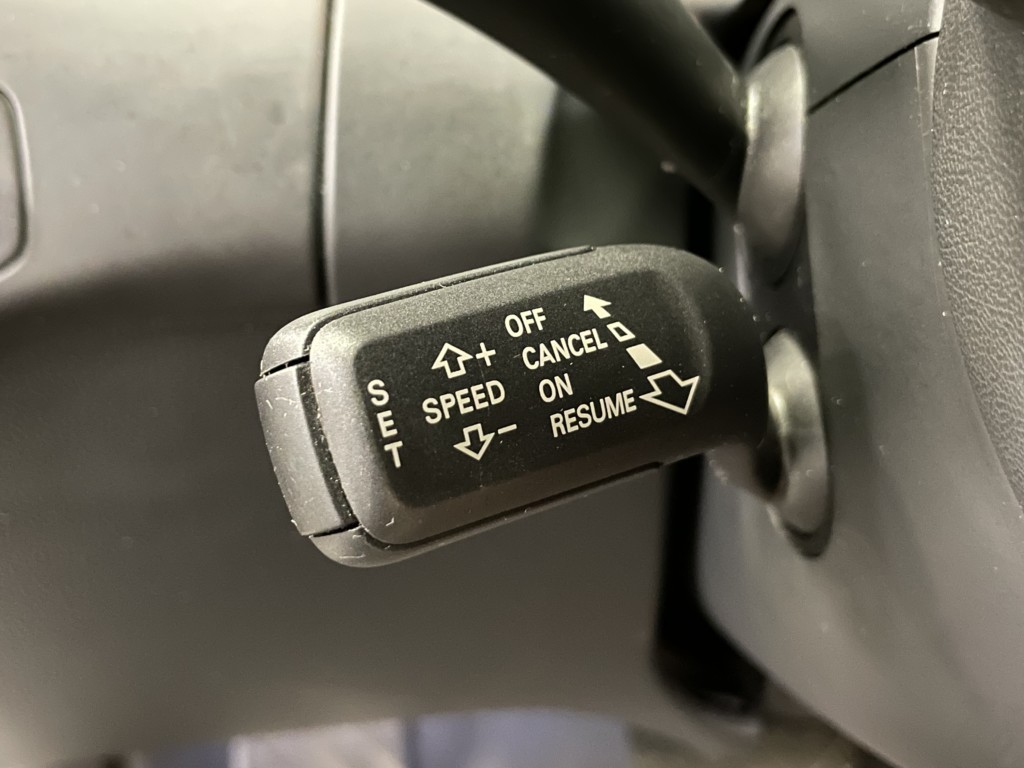 SET
+
SPEED
−
OFF
CANCEL
ON
RESUME